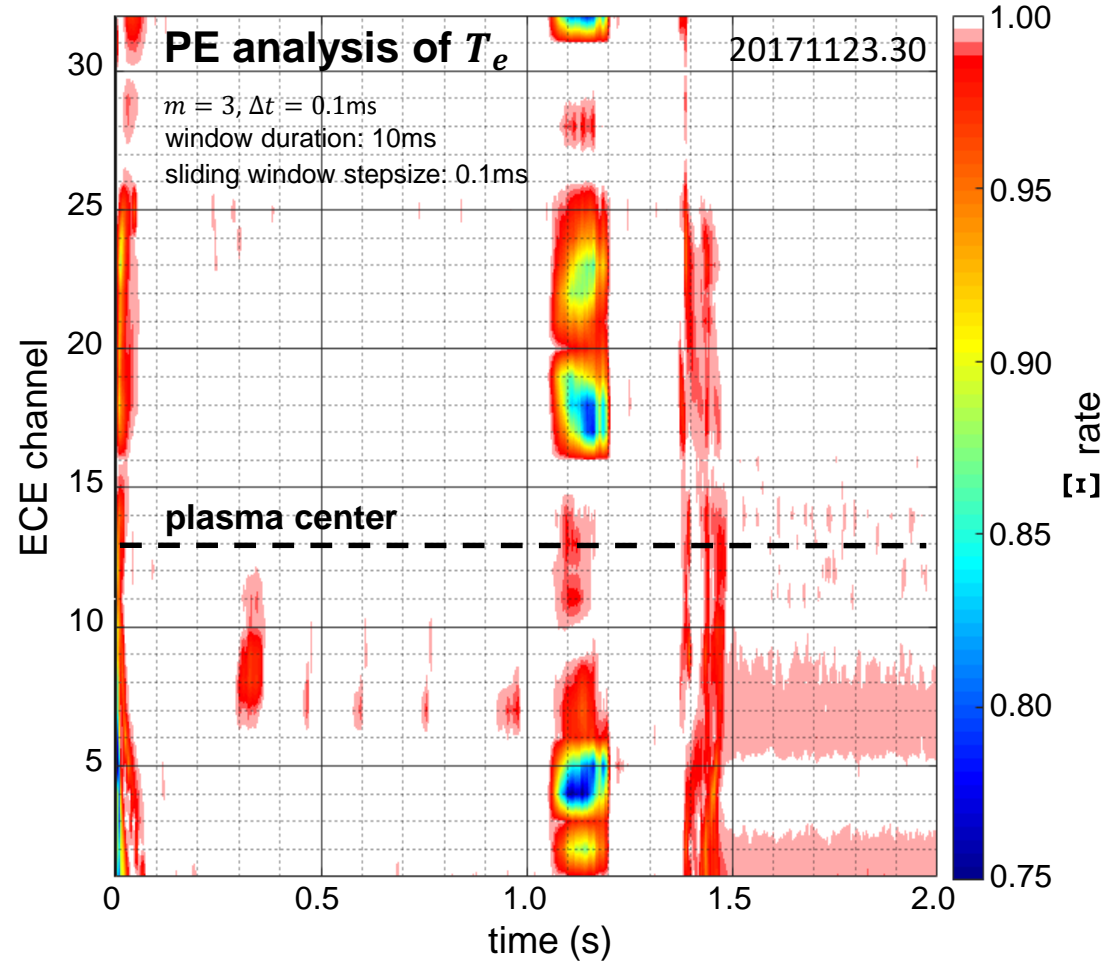 PE analysis of Tₑ
20171123.30
m = 3, Δt = 0.1ms
window duration: 10ms
sliding window stepsize: 0.1ms
plasma center
ECE channel
30
25
20
15
10
5
0 0.5 1.0 1.5 2.0
time (s)
1.00
0.95
0.90
0.85
0.80
0.75
Ξ rate